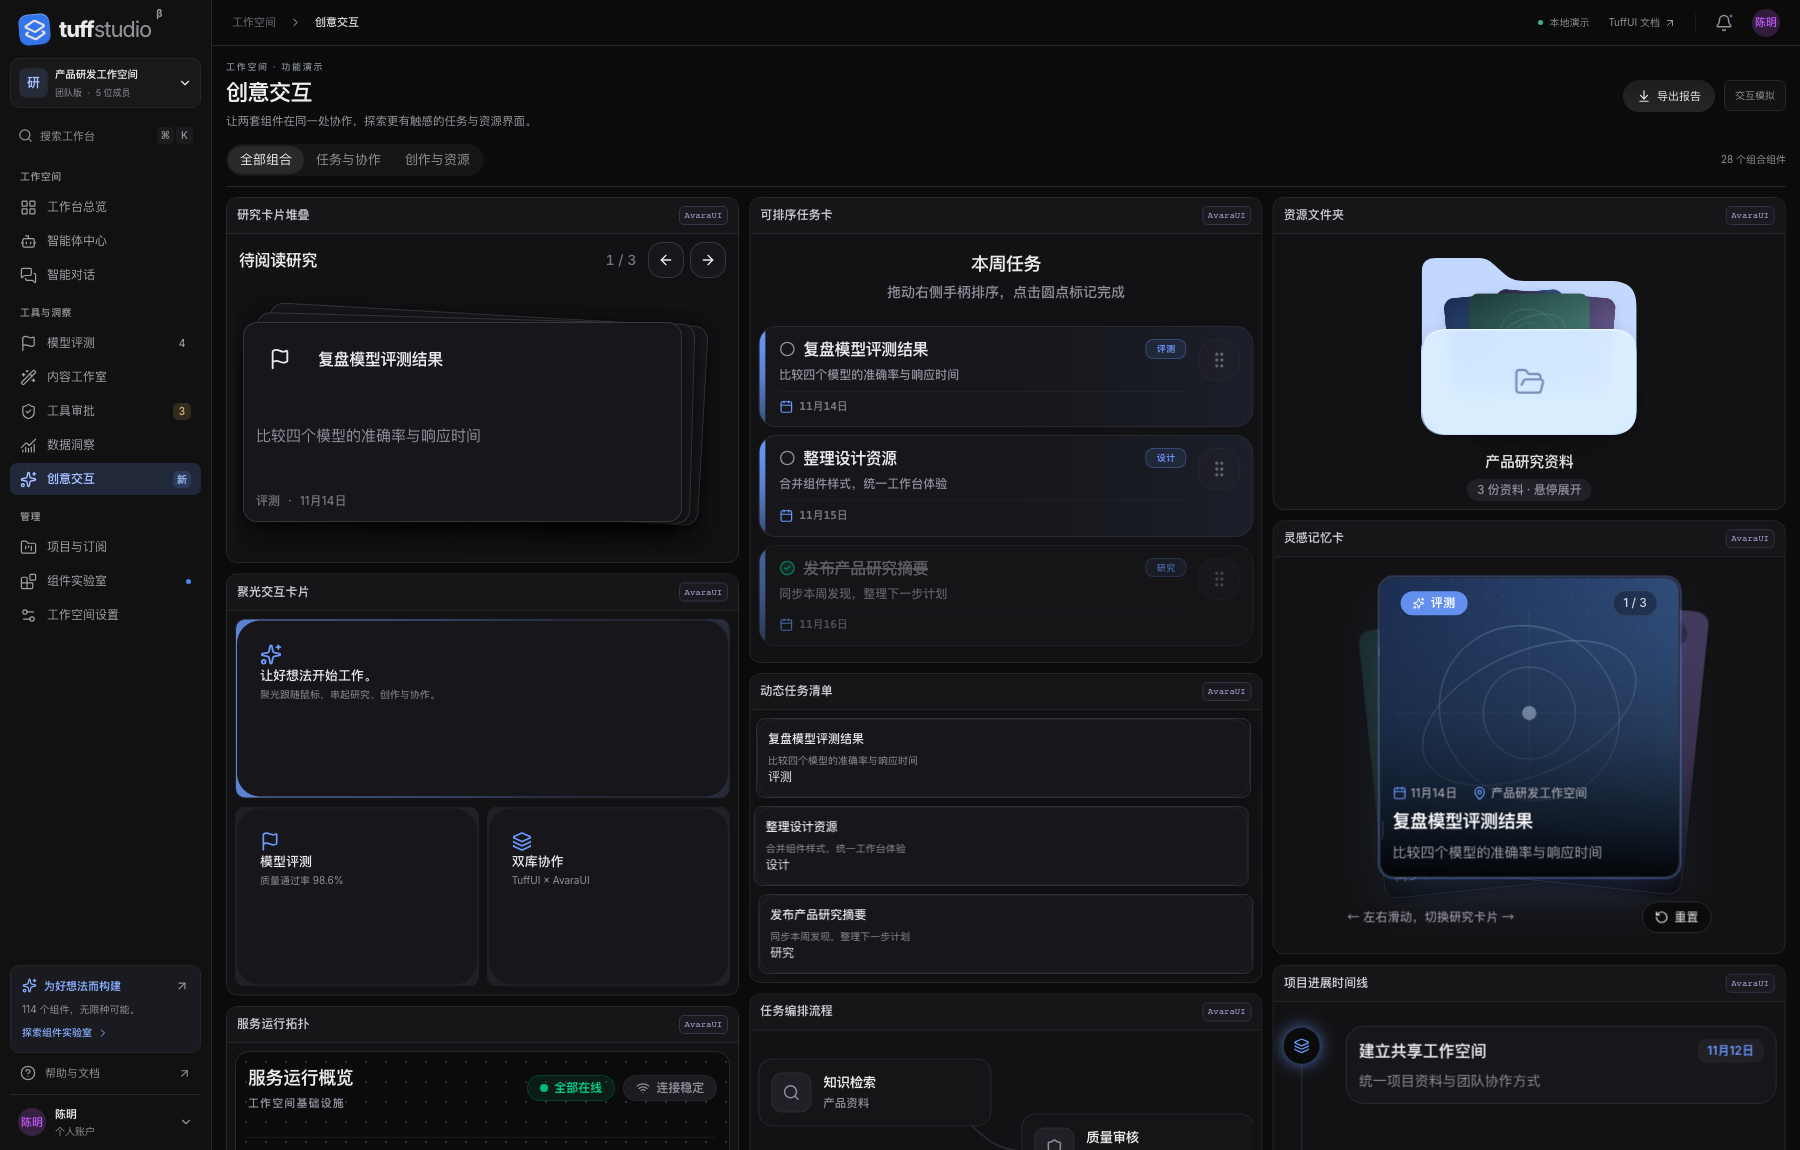 tuffstudio β
产品研发工作空间
研
团队版 · 5 位成员
搜索工作台 ⌘ K
工作空间
工作台总览
智能体中心
智能对话
工具与洞察
模型评测 4
内容工作室
工具审批 3
数据洞察
创意交互 新
管理
项目与订阅
组件实验室
工作空间设置
为好想法而构建
114 个组件，无限种可能。
探索组件实验室
帮助与文档
陈明
陈明
个人账户
工作空间 创意交互
本地演示 TuffUI 文档 陈明
工作空间 · 功能演示
创意交互
让两套组件在同一处协作，探索更有触感的任务与资源界面。
导出报告 交互模拟
全部组合 任务与协作 创作与资源
28 个组合组件
研究卡片堆叠 AvaraUI
待阅读研究 1 / 3
复盘模型评测结果
比较四个模型的准确率与响应时间
评测 · 11月14日
聚光交互卡片 AvaraUI
让好想法开始工作。
聚光跟随鼠标，串起研究、创作与协作。
模型评测
质量通过率 98.6%
双库协作
TuffUI × AvaraUI
服务运行拓扑 AvaraUI
服务运行概览
工作空间基础设施
全部在线 连接稳定
可排序任务卡 AvaraUI
本周任务
拖动右侧手柄排序，点击圆点标记完成
复盘模型评测结果 评测
比较四个模型的准确率与响应时间
11月14日
整理设计资源 设计
合并组件样式，统一工作台体验
11月15日
发布产品研究摘要 研究
同步本周发现，整理下一步计划
11月16日
动态任务清单 AvaraUI
复盘模型评测结果
比较四个模型的准确率与响应时间
评测
整理设计资源
合并组件样式，统一工作台体验
设计
发布产品研究摘要
同步本周发现，整理下一步计划
研究
任务编排流程 AvaraUI
知识检索
产品资料
质量审核
资源文件夹 AvaraUI
产品研究资料
3 份资料 · 悬停展开
灵感记忆卡 AvaraUI
评测 1 / 3
11月14日 产品研发工作空间
复盘模型评测结果
比较四个模型的准确率与响应时间
← 左右滑动，切换研究卡片 →
重置
项目进展时间线 AvaraUI
建立共享工作空间 11月12日
统一项目资料与团队协作方式